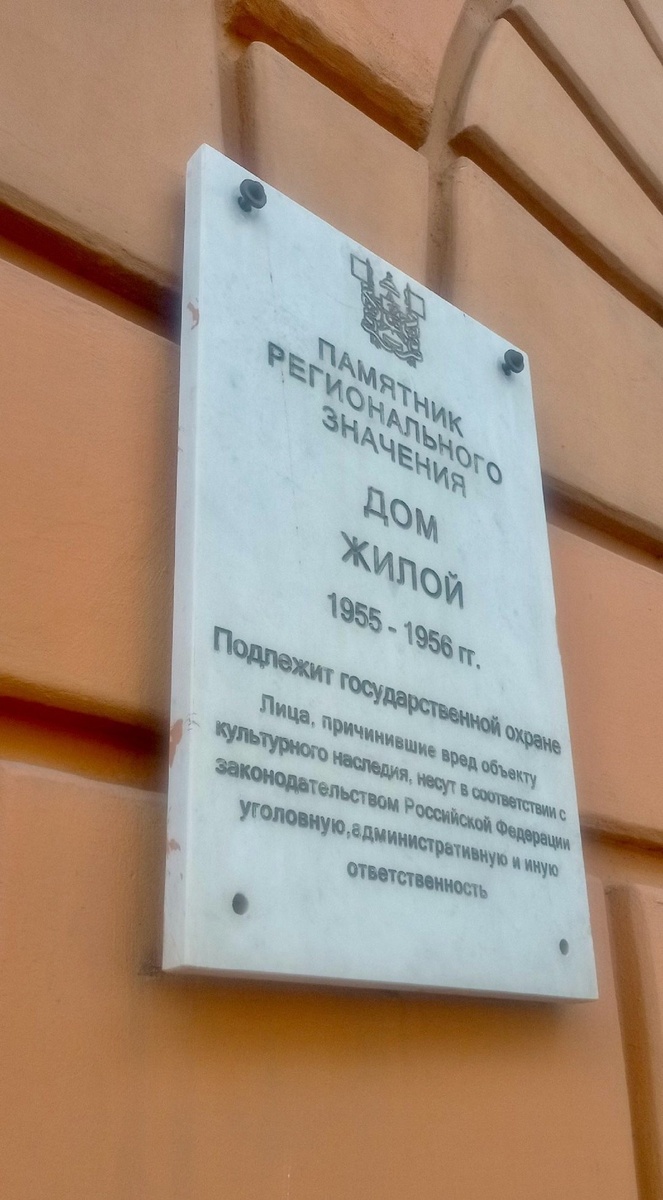 ПАМЯТНИК
РЕГИОНАЛЬНОГО
ЗНАЧЕНИЯ
ДОМ
ЖИЛОЙ
1955 - 1956 гг.
Подлежит государственной охране
Лица, причинившие вред объекту
культурного наследия, несут в соответствии с
законодательством Российской Федерации
уголовную,административную и иную
ответственность